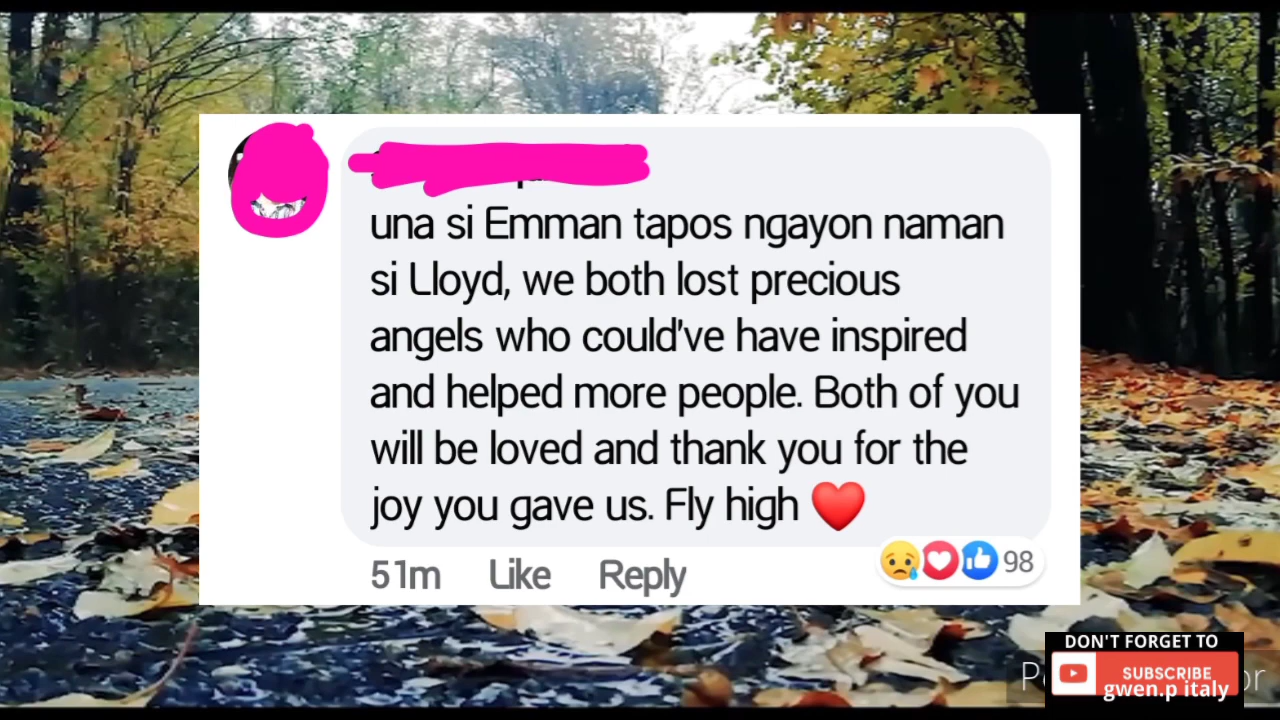 una si Emman tapos ngayon naman
si Lloyd, we both lost precious
angels who could've have inspired
and helped more people. Both of you
will be loved and thank you for the
joy you gave us. Fly high
51m Like Reply 98
DON'T FORGET TO
SUBSCRIBE
gwen.p italy